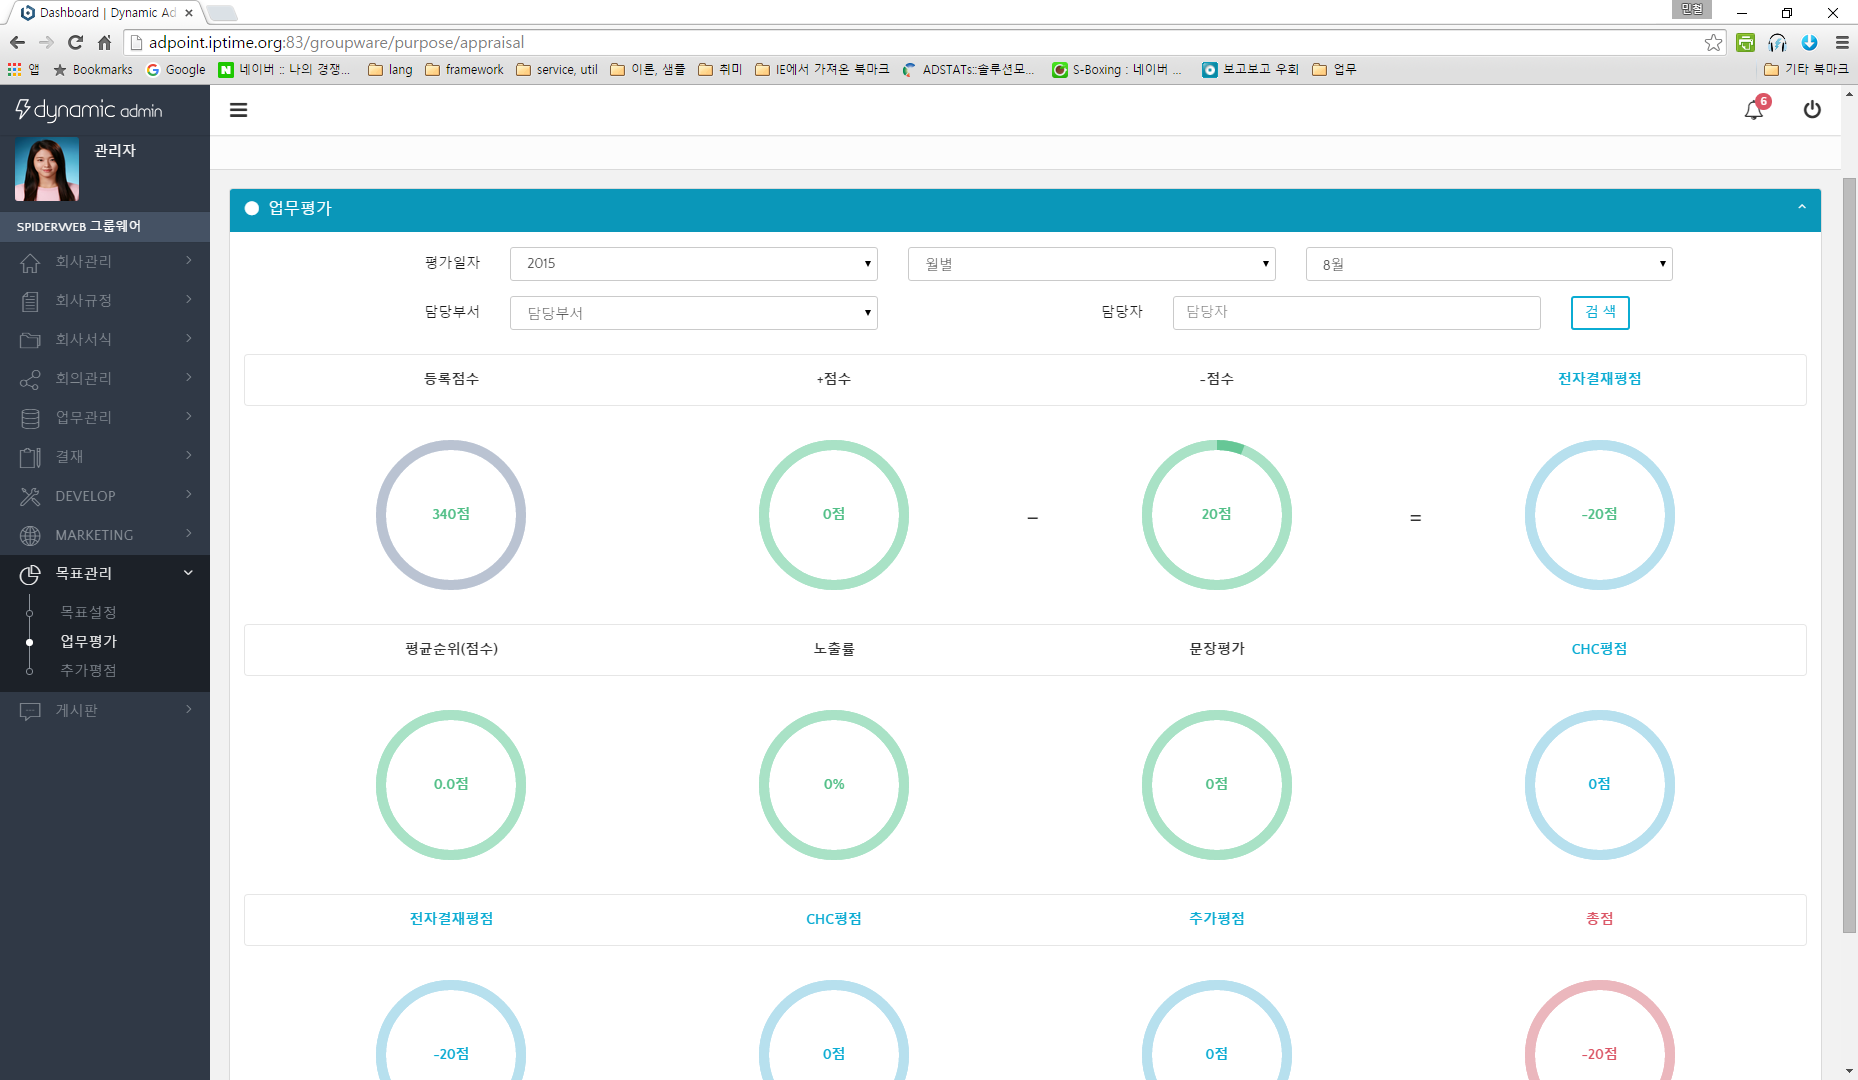 Dashboard | Dynamic Ad
민철
adpoint.iptime.org:83/groupware/purpose/appraisal
앱 Bookmarks Google 네이버 :: 나의 경쟁... lang framework service, util 이론, 샘플 취미 IE에서 가져온 북마크 ADSTATs::솔루션모... S-Boxing : 네이버 ... 보고보고 우회 업무 기타 북마크
dynamic admin
6
관리자
SPIDERWEB 그룹웨어
회사관리
회사규정
회사서식
회의관리
업무관리
결재
DEVELOP
MARKETING
목표관리
목표설정
업무평가
추가평점
게시판
업무평가
평가일자 2015 월별 8월
담당부서 담당부서 담당자 담당자 검 색
등록점수 +점수 -점수 전자결재평점
340점 0점 – 20점 = -20점
평균순위(점수) 노출률 문장평가 CHC평점
0.0점 0% 0점 0점
전자결재평점 CHC평점 추가평점 총점
-20점 0점 0점 -20점